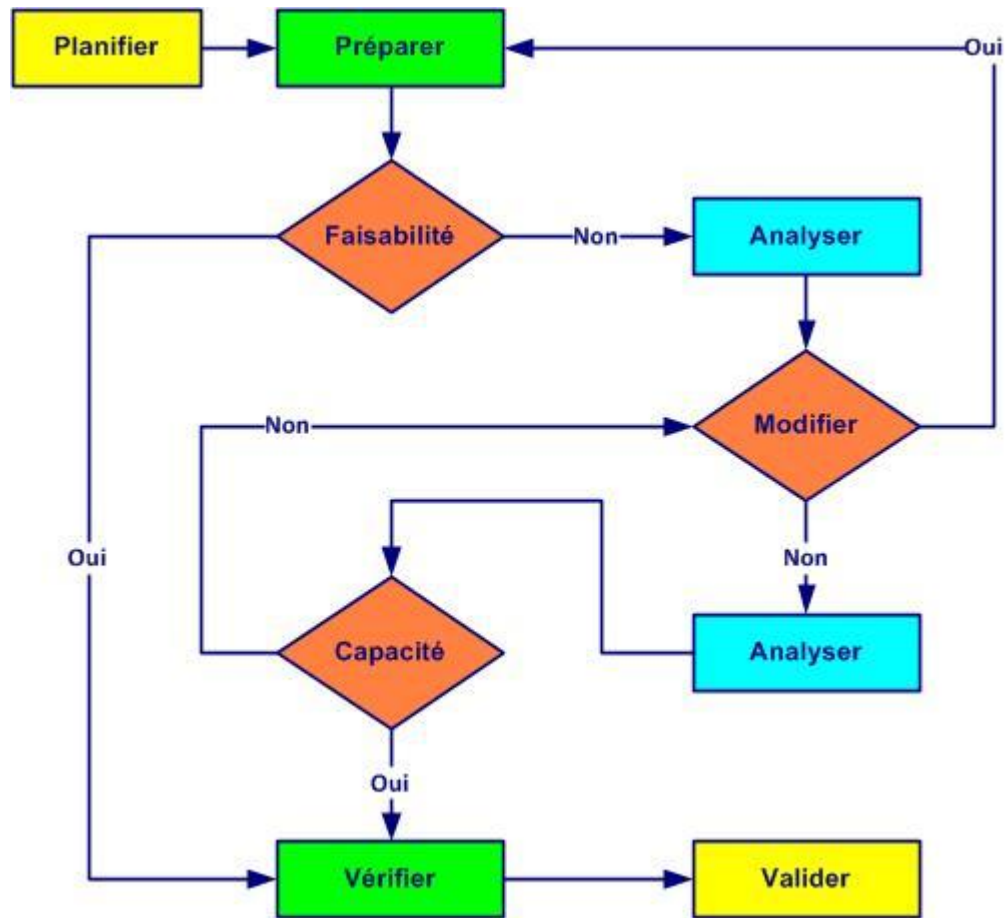 Planifier
Préparer
Oui
Faisabilité
Non
Analyser
Non
Modifier
Oui
Non
Capacité
Analyser
Oui
Vérifier
Valider